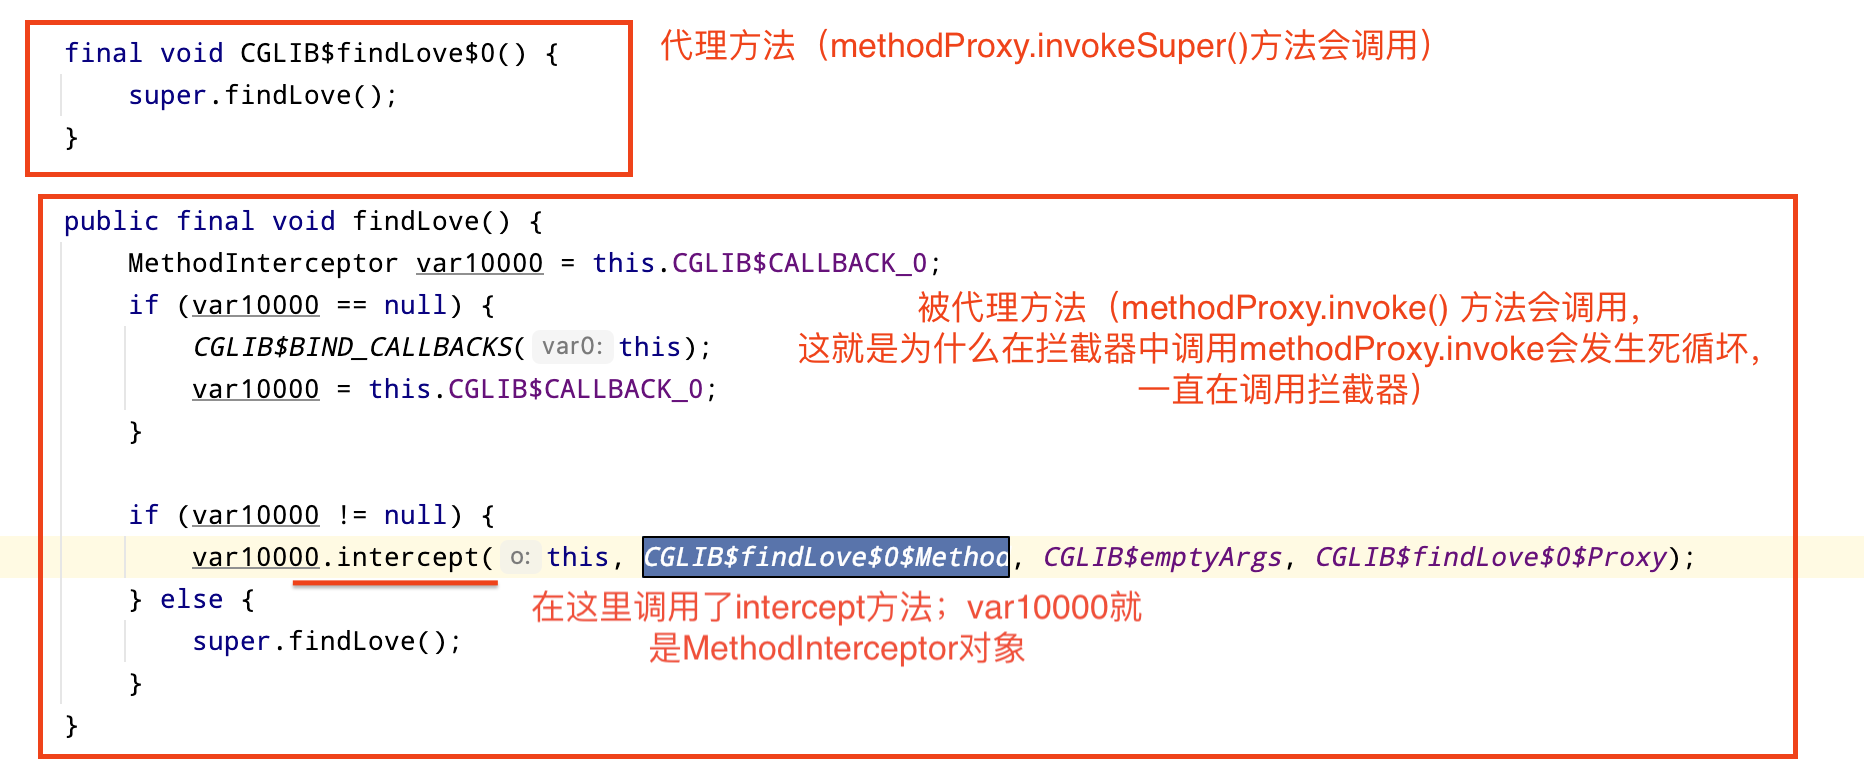 final void CGLIB$findLove$0() {
代理方法（methodProxy.invokeSuper()方法会调用）
super.findLove();
}
public final void findLove() {
MethodInterceptor var10000 = this.CGLIB$CALLBACK_0;
if (var10000 == null) {
被代理方法（methodProxy.invoke() 方法会调用，
CGLIB$BIND_CALLBACKS( var0: this);
这就是为什么在拦截器中调用methodProxy.invoke会发生死循环，
var10000 = this.CGLIB$CALLBACK_0;
一直在调用拦截器）
}
if (var10000 != null) {
var10000.intercept( o: this, CGLIB$findLove$0$Method, CGLIB$emptyArgs, CGLIB$findLove$0$Proxy);
} else {
在这里调用了intercept方法；var10000就
super.findLove();
是MethodInterceptor对象
}
}